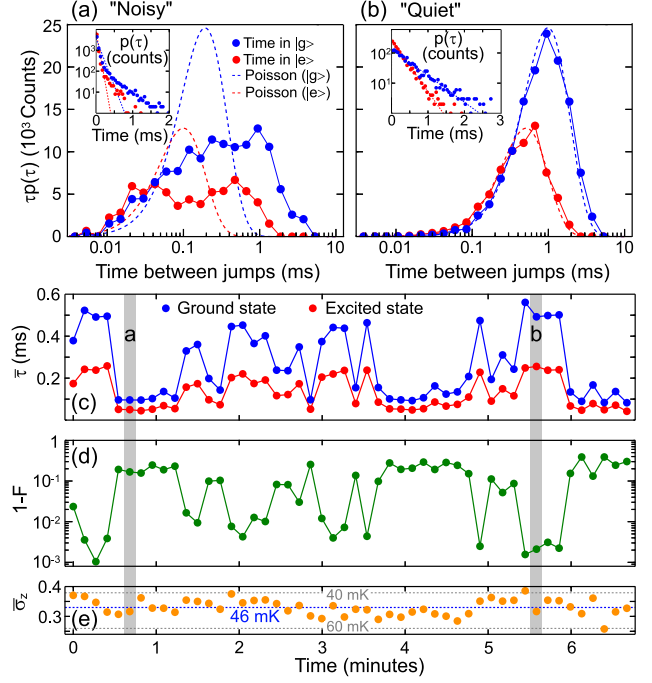 (a) "Noisy"
(b) "Quiet"
25
20
15
10
5
0
τp(τ) (10³ Counts)
p(τ)
(counts)
10³
10¹
0 1 2
Time (ms)
Time in |g>
Time in |e>
Poisson (|g>)
Poisson (|e>)
p(τ)
(counts)
10²
10¹
0 1 2 3
Time (ms)
0.01 0.1 1 10
Time between jumps (ms)
0.01 0.1 1 10
Time between jumps (ms)
0.6
0.4
0.2
τ̅ (ms)
(c)
Ground state
Excited state
a
b
1
10⁻¹
10⁻²
10⁻³
1-F
(d)
0.4
0.3
σ̅z
(e)
40 mK
46 mK
60 mK
0 1 2 3 4 5 6
Time (minutes)